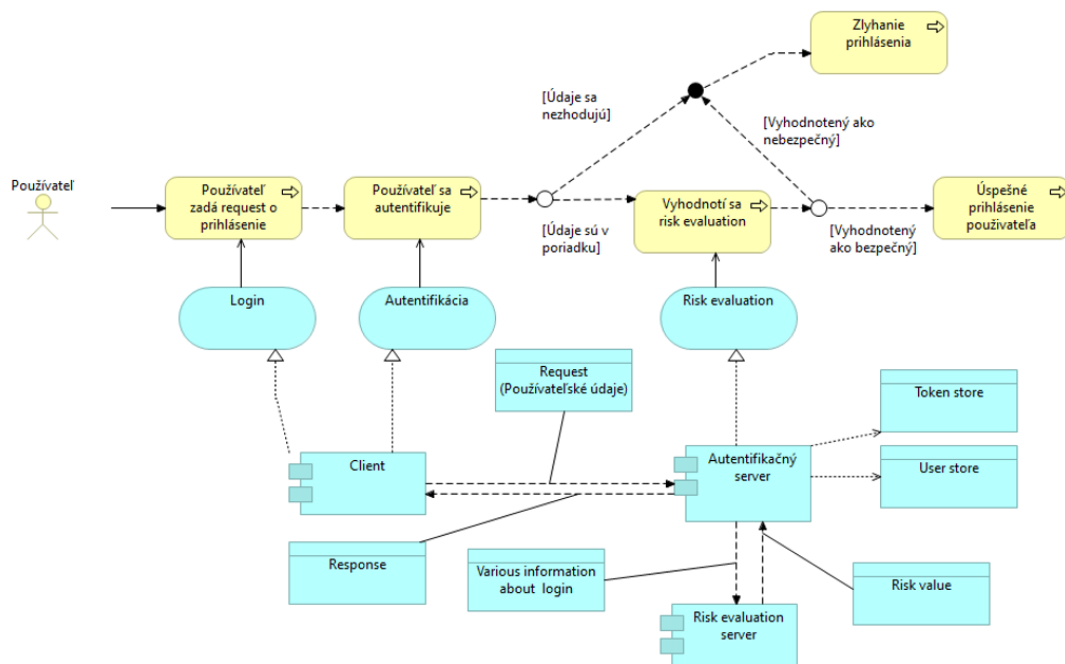 Zlyhanie
prihlásenia
[Údaje sa
nezhodujú]
[Vyhodnotený ako
nebezpečný]
Používateľ
Používateľ
zadá request o
prihlásenie
Používateľ sa
autentifikuje
[Údaje sú v
poriadku]
Vyhodnotí sa
risk evaluation
[Vyhodnotený
ako bezpečný]
Úspešné
prihlásenie
použivateľa
Login
Autentifikácia
Risk evaluation
Request
(Používateľské údaje)
Token store
Client
Autentifikačný
server
User store
Response
Various information
about login
Risk value
Risk evaluation
server